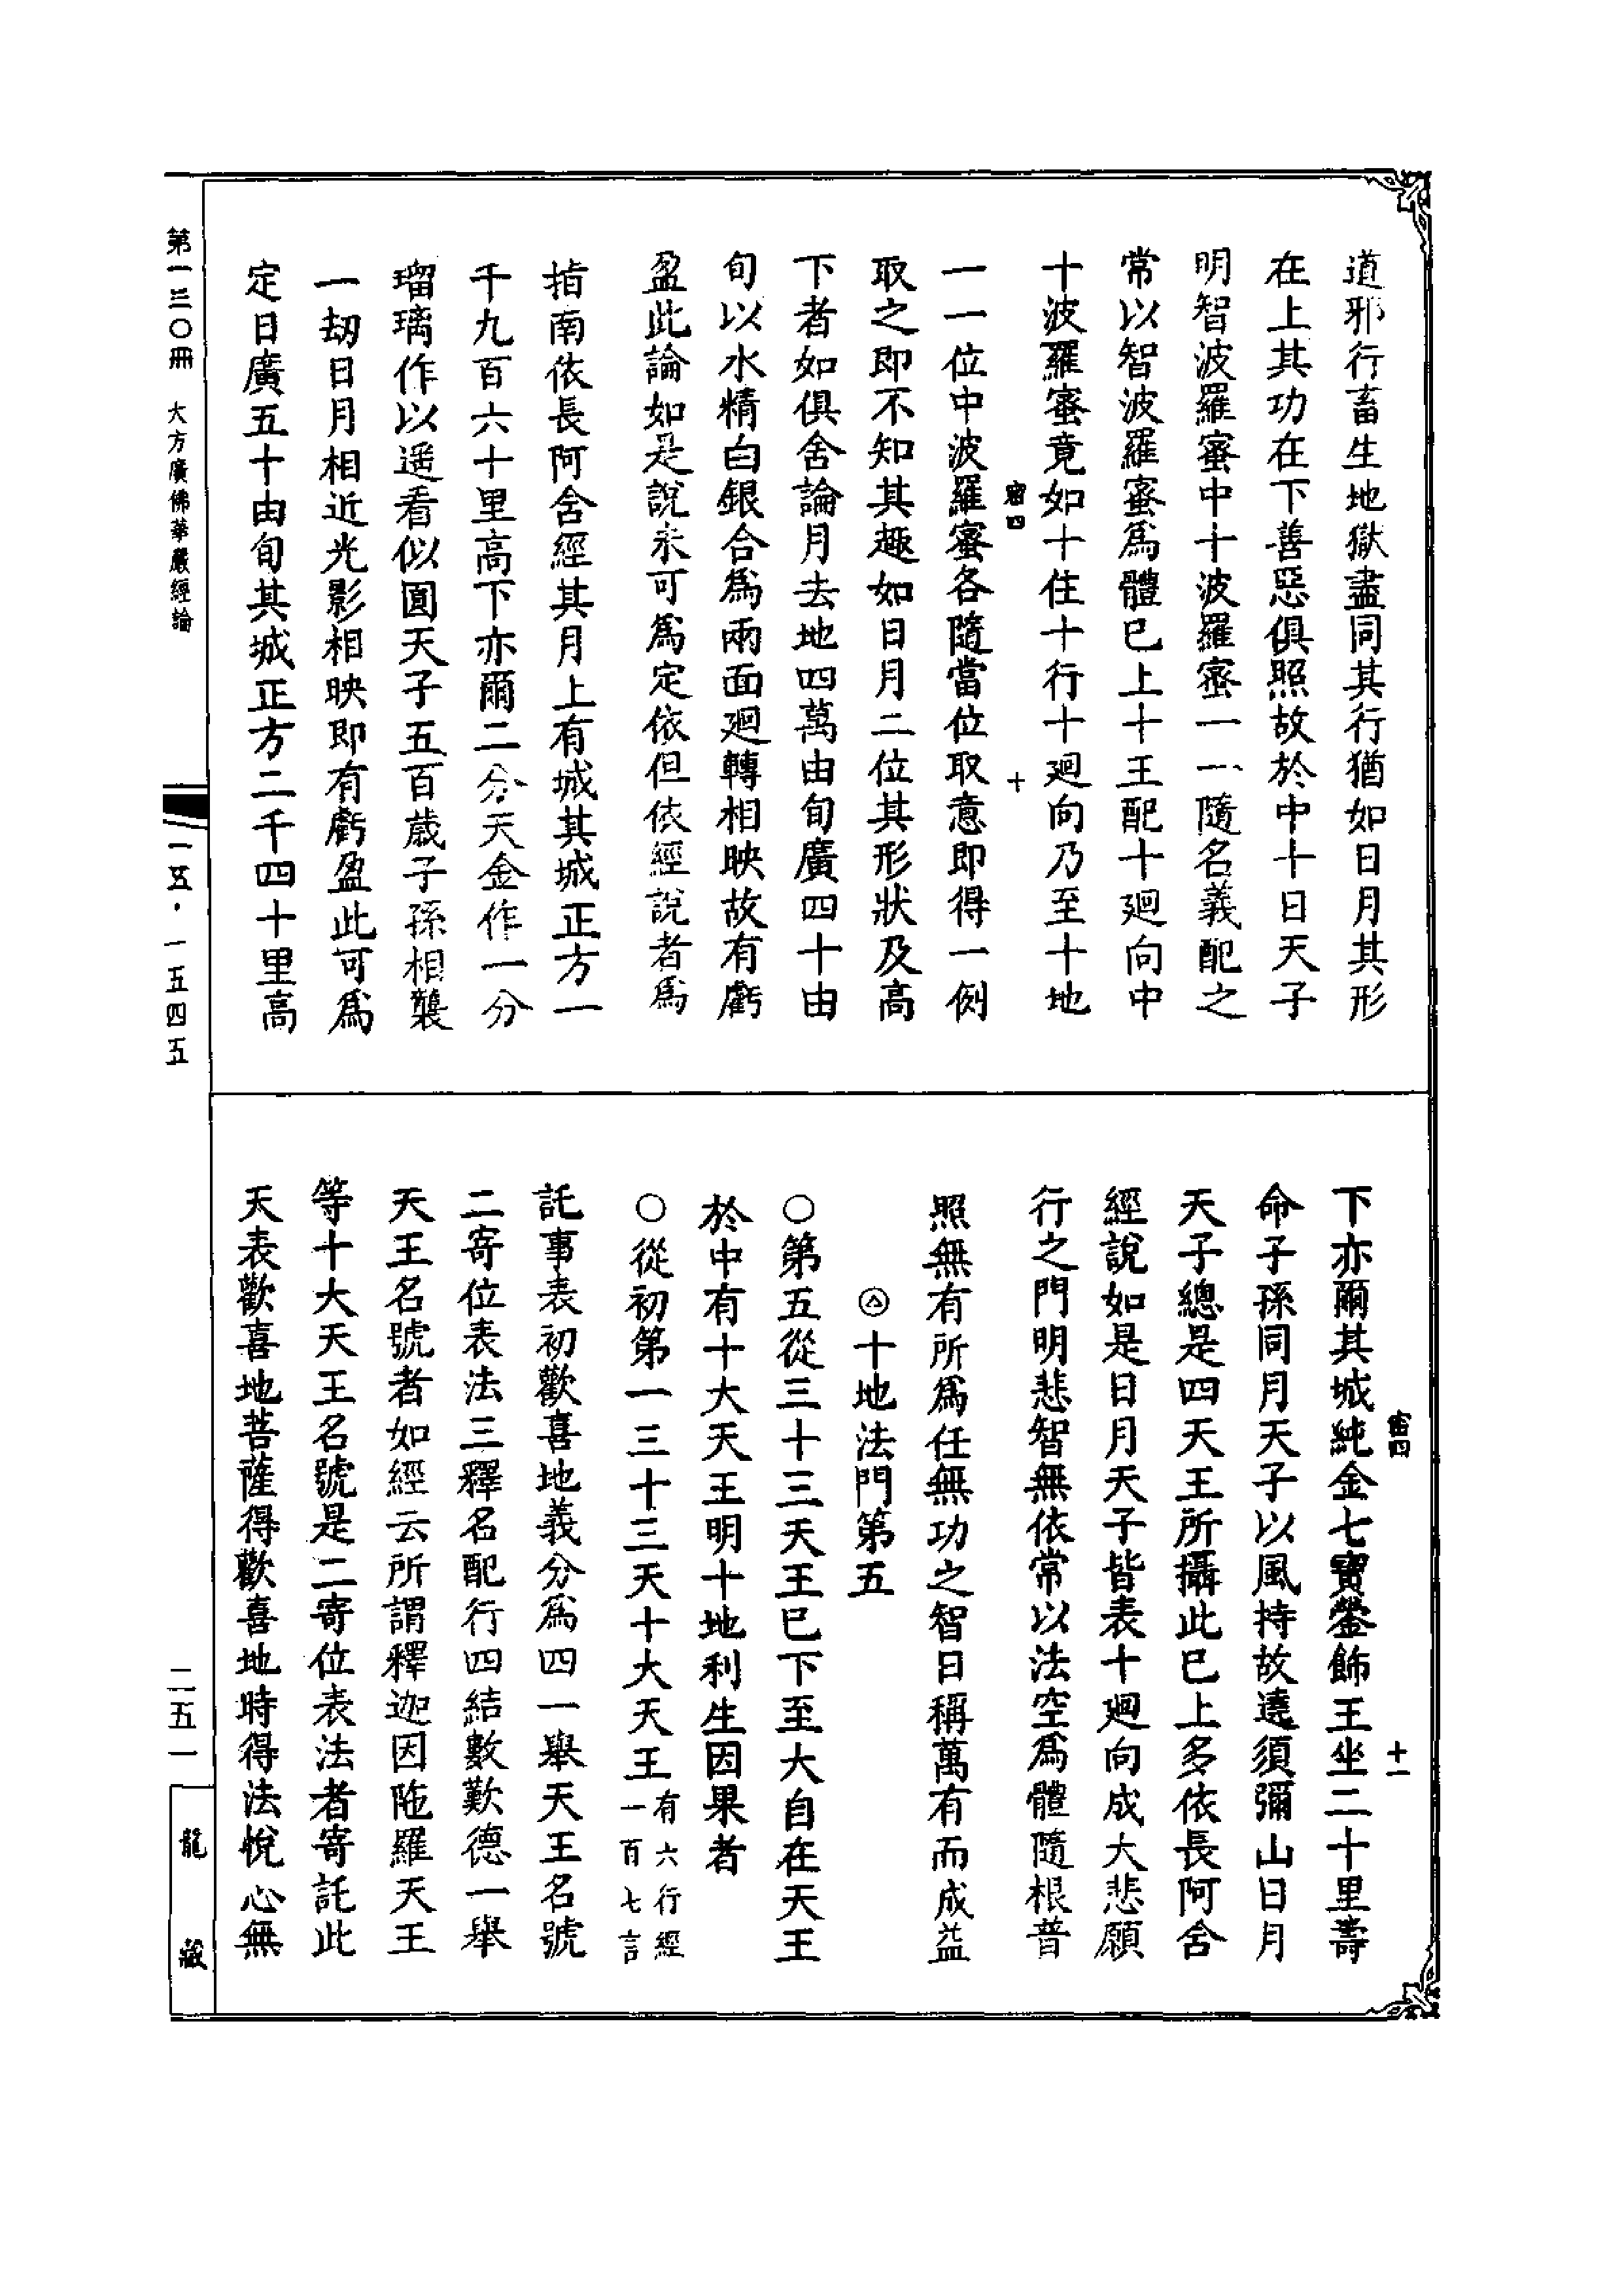 道邪行畜生地獄盡同其行猶如日月其形
在上其功在下善惡俱照故於中十日天子
明智波羅蜜中十波羅蜜一一隨名義配之
常以智波羅蜜爲體已上十王配十廻向中
十波羅蜜竟如十住十行十廻向乃至十地
密四
十
一一位中波羅蜜各隨當位取意即得一例
取之即不知其趣如日月二位其形狀及高
下者如俱舍論月去地四萬由旬廣四十由
旬以水精白銀合爲兩面廻轉相映故有虧
盈此論如是說未可爲定依但依經說者爲
指南依長阿含經其月上有城其城正方一
千九百六十里高下亦爾二分天金作一分
瑠璃作以遥看似圓天子五百歲子孫相襲
一劫日月相近光影相映即有虧盈此可爲
定日廣五十由旬其城正方二千四十里高
密四
十一
下亦爾其城純金七寶鎣飾王坐二十里壽
命子孫同月天子以風持故遶須彌山日月
天子總是四天王所攝此已上多依長阿含
經說如是日月天子皆表十廻向成大悲願
行之門明悲智無依常以法空爲體隨根普
照無有所爲任無功之智日稱萬有而成益
㊇十地法門第五
○第五從三十三天王巳下至大自在天王
於中有十大天王明十地利生因果者
○從初第一三十三天十大天王有六行經一百七言
託事表初歡喜地義分爲四一舉天王名號
二寄位表法三釋名配行四結數歎德一舉
天王名號者如經云所謂釋迦因陁羅天王
等十大天王名號是二寄位表法者寄託此
天表歡喜地菩薩得歡喜地時得法悅心無
第一三〇冊 大方廣佛華嚴經論
一五·一五四五
二五一
龍藏